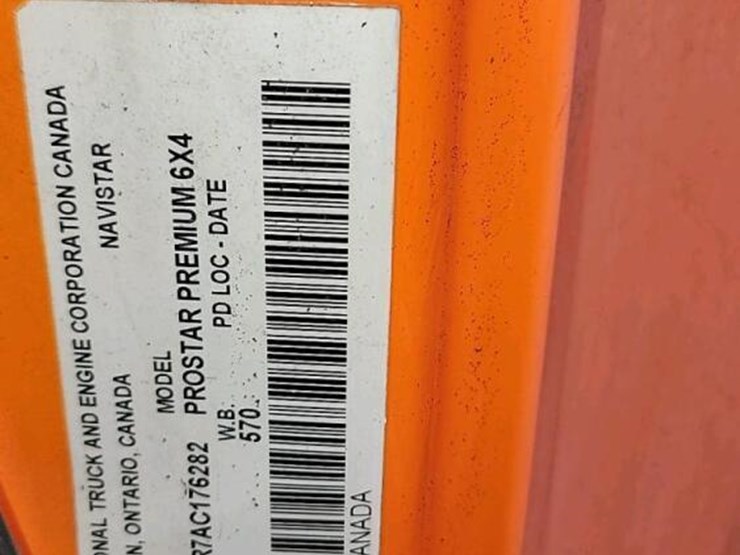 ONAL TRUCK AND ENGINE CORPORATION CANADA
N, ONTARIO, CANADA NAVISTAR
MODEL
R7AC176282 PROSTAR PREMIUM 6X4
W.B. PD LOC - DATE
570.
ANADA